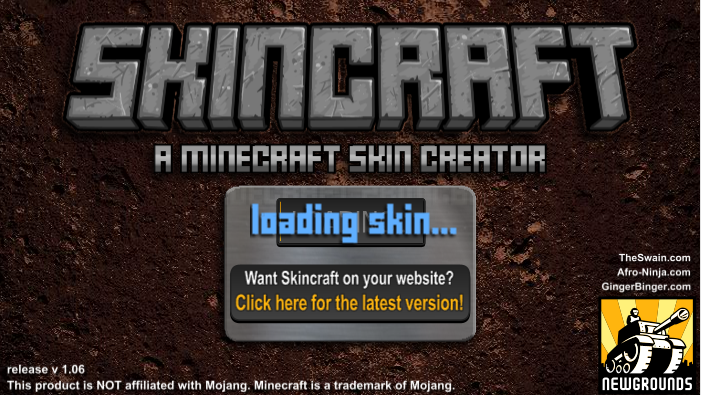 SKINCRAFT
A MINECRAFT SKIN CREATOR
loading skin...
Want Skincraft on your website?
Click here for the latest version!
TheSwain.com
Afro-Ninja.com
GingerBinger.com
NEWGROUNDS
release v 1.06
This product is NOT affiliated with Mojang. Minecraft is a trademark of Mojang.